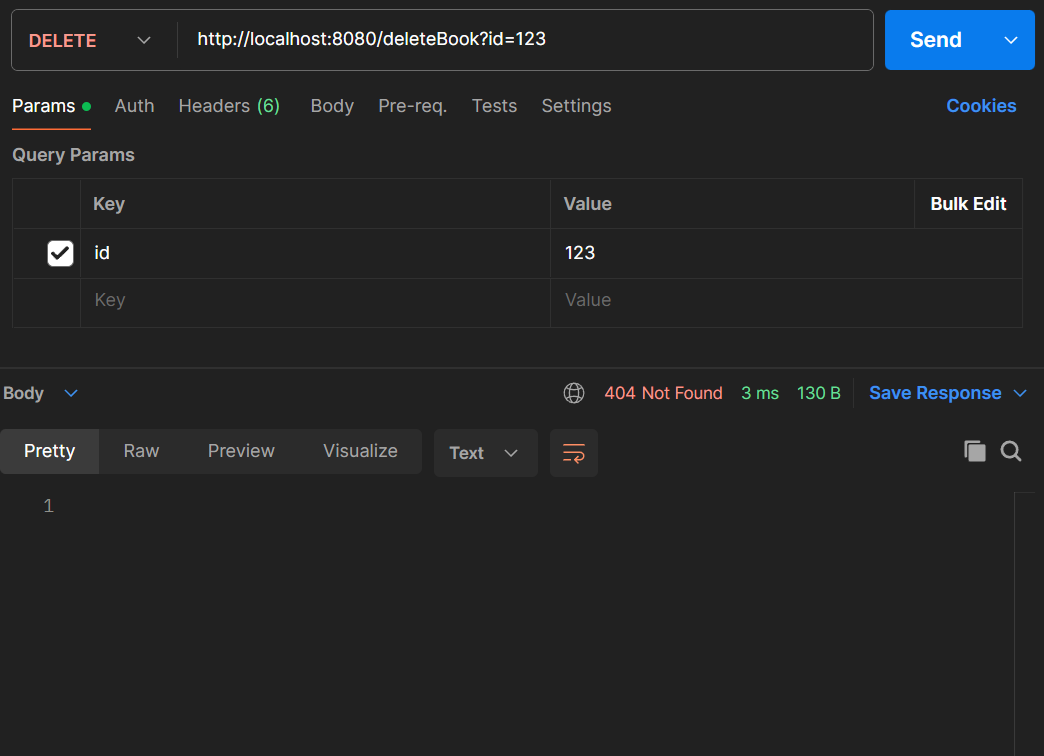 DELETE http://localhost:8080/deleteBook?id=123 Send
Params Auth Headers (6) Body Pre-req. Tests Settings Cookies
Query Params
Key Value Bulk Edit
id 123
Key Value
Body 404 Not Found 3 ms 130 B Save Response
Pretty Raw Preview Visualize Text
1